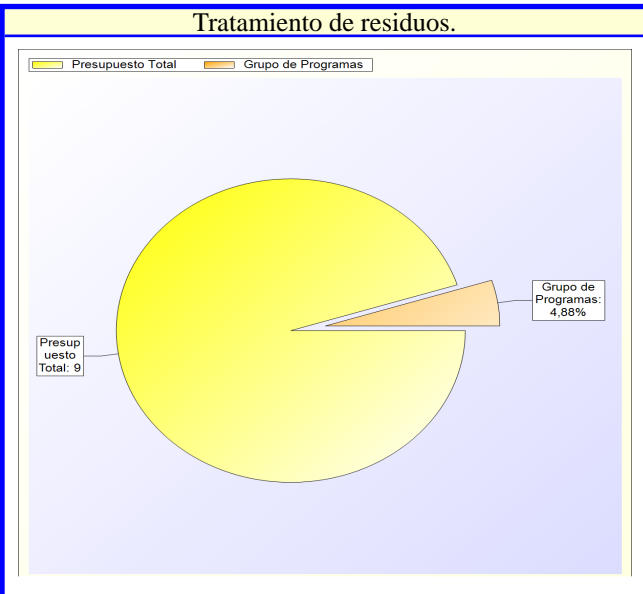 Tratamiento de residuos.
Presupuesto Total Grupo de Programas
Grupo de
Programas:
4,88%
Presup
uesto
Total: 9